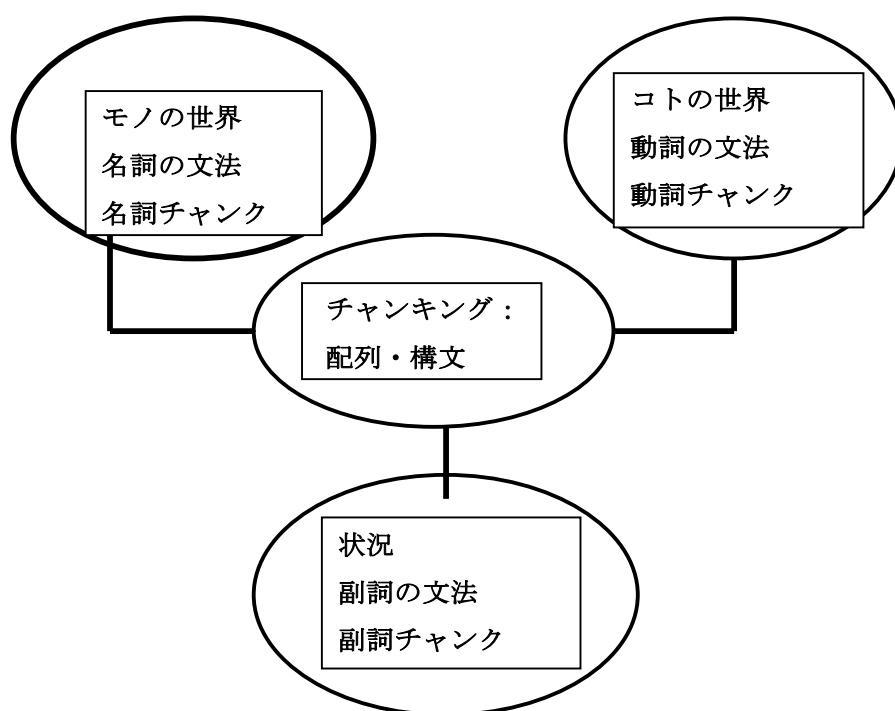 モノの世界
名詞の文法
名詞チャンク
コトの世界
動詞の文法
動詞チャンク
チャンキング：
配列・構文
状況
副詞の文法
副詞チャンク